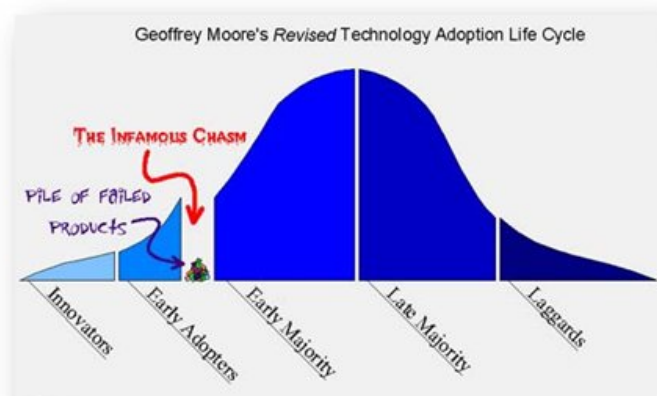 Geoffrey Moore's Revised Technology Adoption Life Cycle
THE INFAMOUS CHASM
PILE OF FAILED
PRODUCTS
Innovators
Early Adopters
Early Majority
Late Majority
Laggards